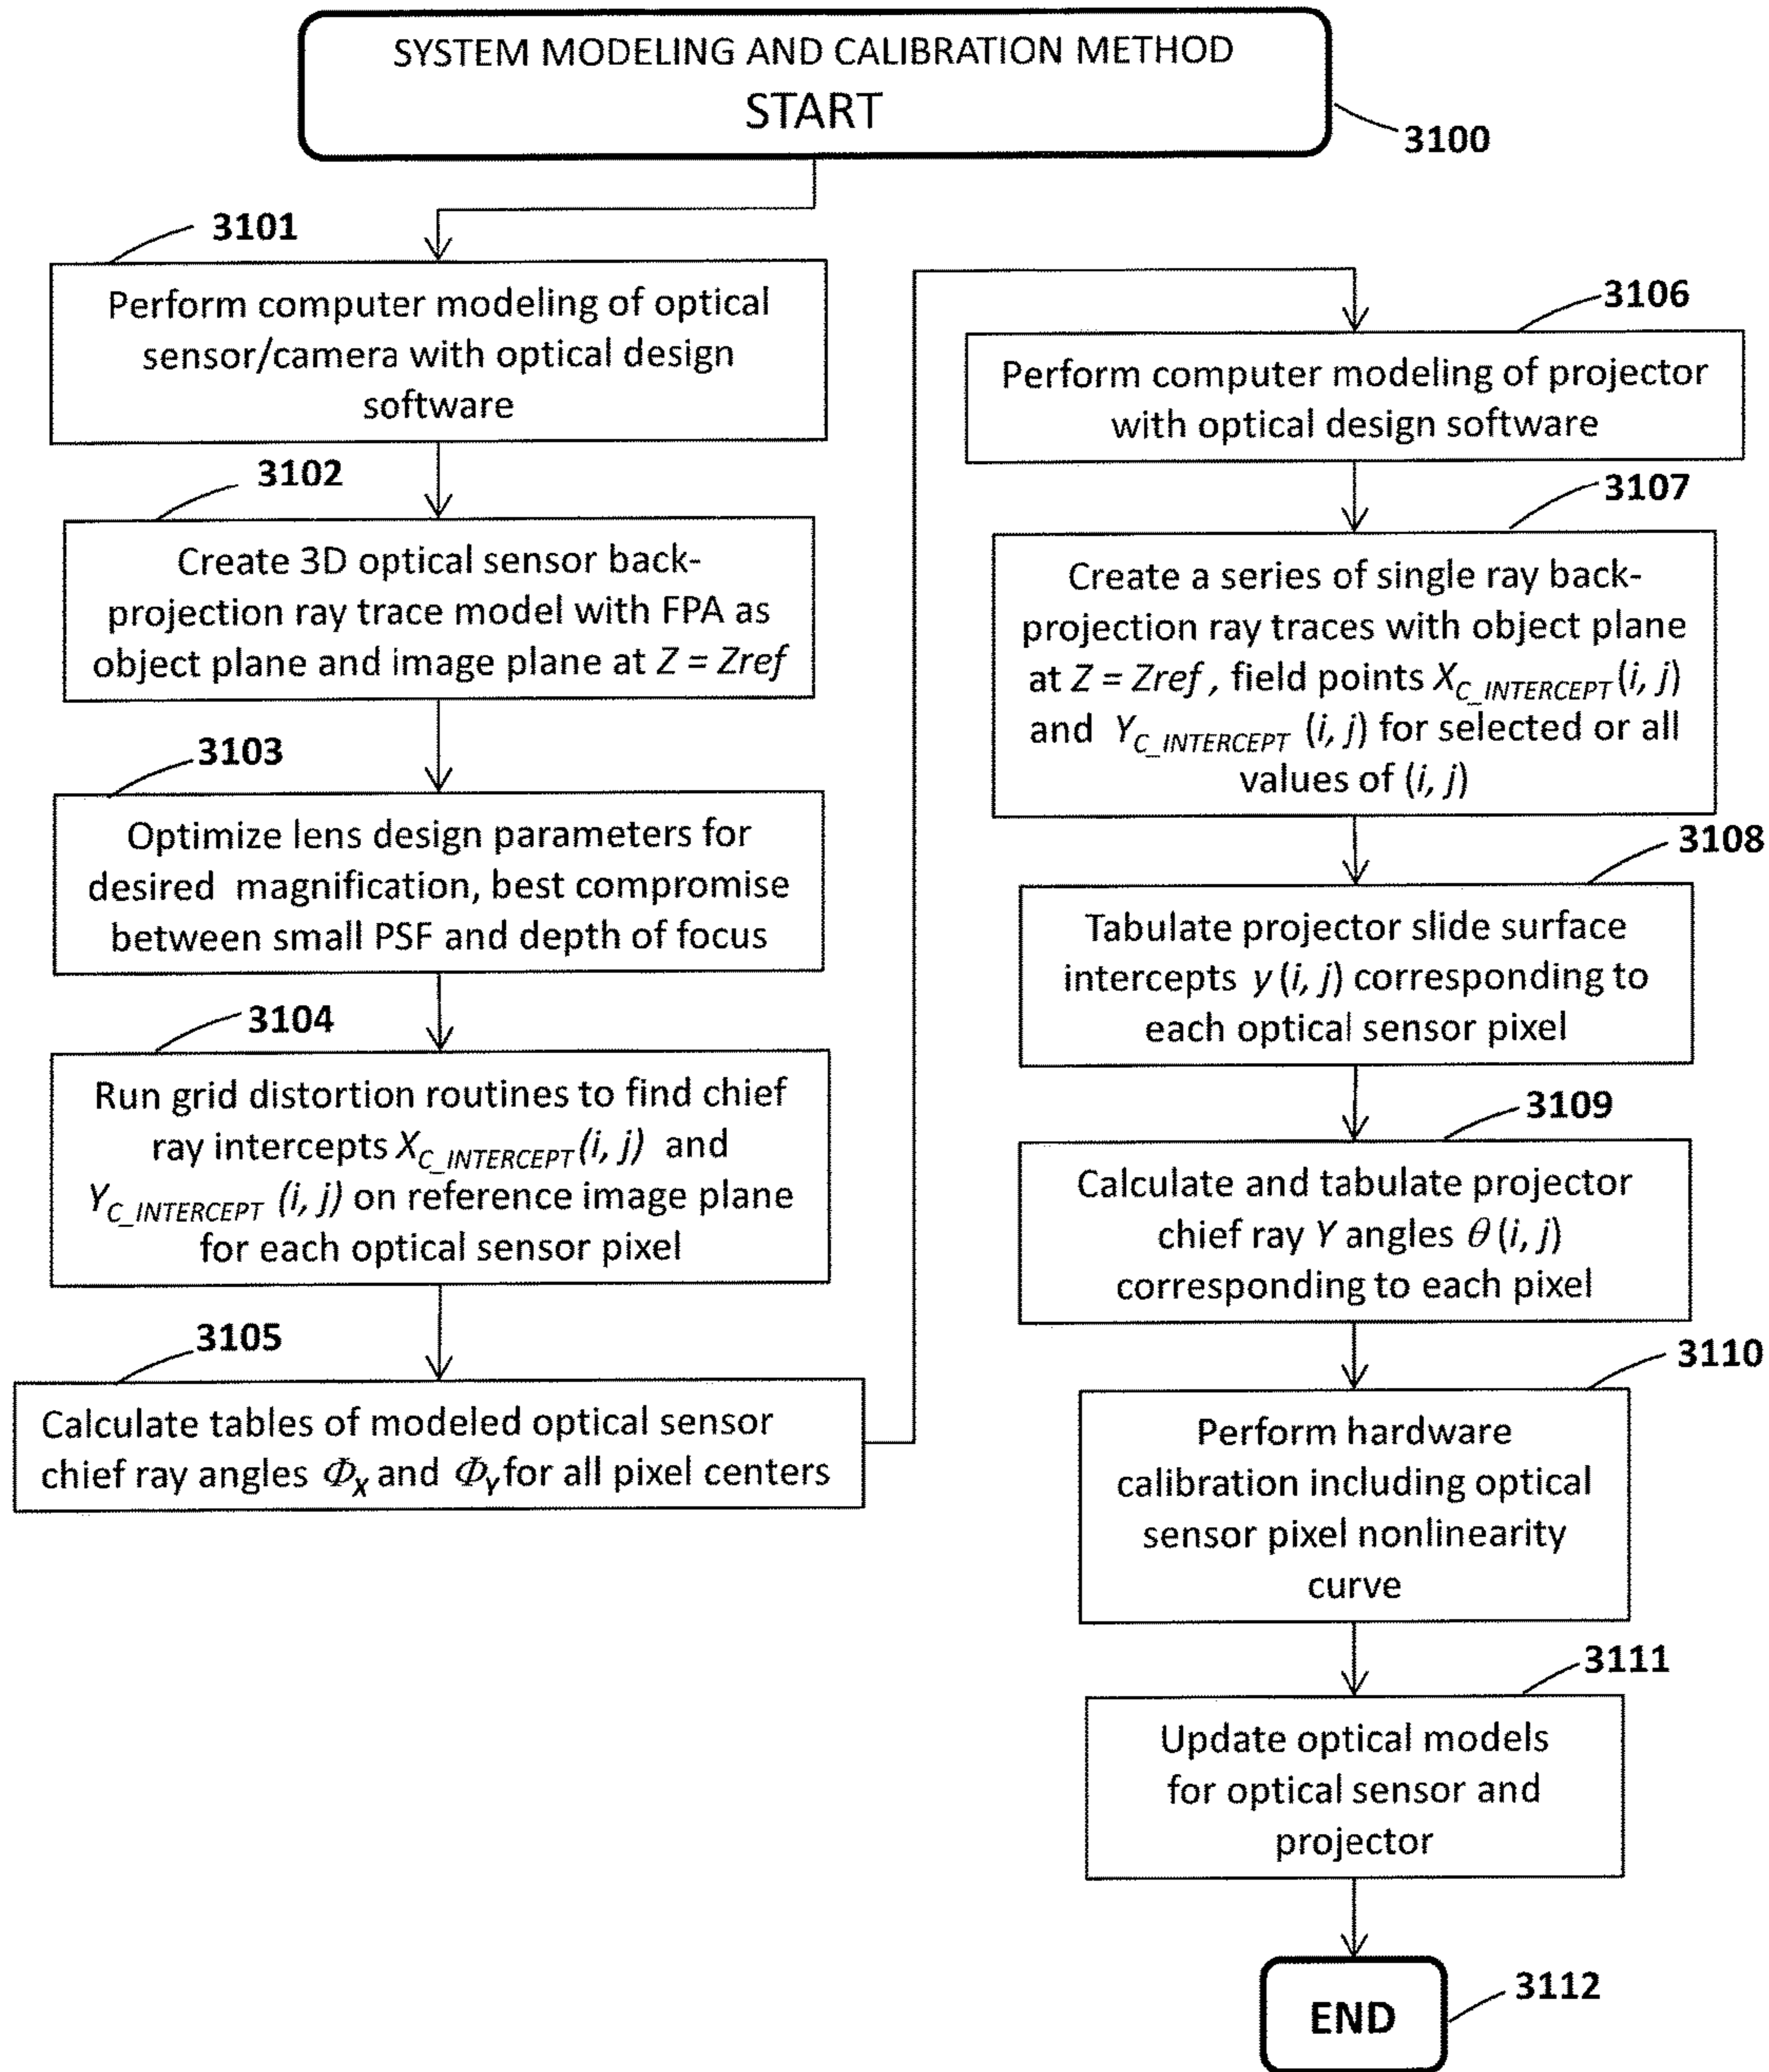 SYSTEM MODELING AND CALIBRATION METHOD
START
3100
3101
Perform computer modeling of optical
sensor/camera with optical design
software
3102
Create 3D optical sensor back-
projection ray trace model with FPA as
object plane and image plane at Z = Zref
3103
Optimize lens design parameters for
desired magnification, best compromise
between small PSF and depth of focus
3104
Run grid distortion routines to find chief
ray intercepts X_C_INTERCEPT (i, j) and
Y_C_INTERCEPT (i, j) on reference image plane
for each optical sensor pixel
3105
Calculate tables of modeled optical sensor
chief ray angles Φ_X and Φ_Y for all pixel centers
3106
Perform computer modeling of projector
with optical design software
3107
Create a series of single ray back-
projection ray traces with object plane
at Z = Zref , field points X_C_INTERCEPT (i, j)
and Y_C_INTERCEPT (i, j) for selected or all
values of (i, j)
3108
Tabulate projector slide surface
intercepts y (i, j) corresponding to
each optical sensor pixel
3109
Calculate and tabulate projector
chief ray Y angles θ (i, j)
corresponding to each pixel
3110
Perform hardware
calibration including optical
sensor pixel nonlinearity
curve
3111
Update optical models
for optical sensor and
projector
END
3112